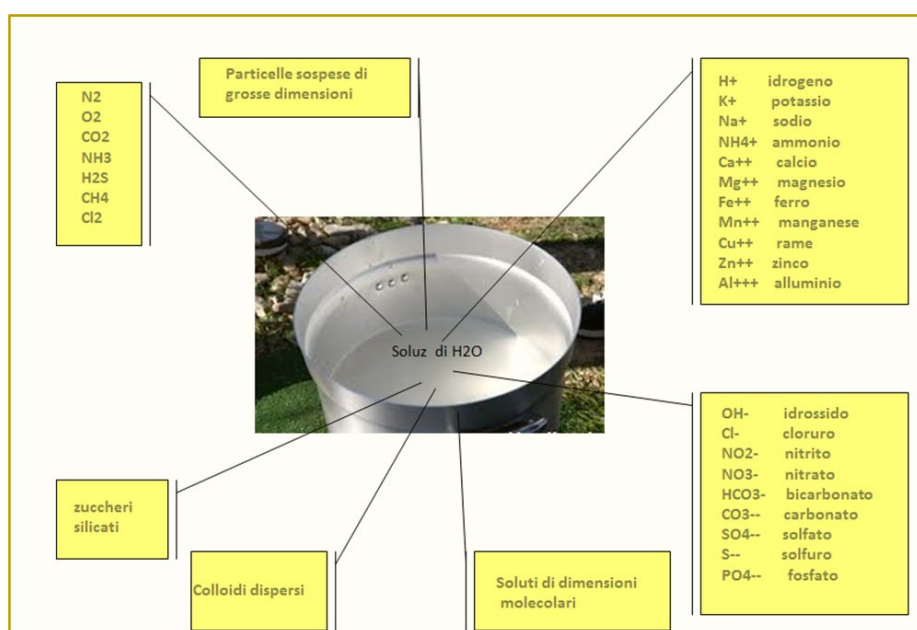 N2
O2
CO2
NH3
H2S
CH4
Cl2
Particelle sospese di
grosse dimensioni
H+ idrogeno
K+ potassio
Na+ sodio
NH4+ ammonio
Ca++ calcio
Mg++ magnesio
Fe++ ferro
Mn++ manganese
Cu++ rame
Zn++ zinco
Al+++ alluminio
Soluz di H2O
OH- idrossido
Cl- cloruro
NO2- nitrito
NO3- nitrato
HCO3- bicarbonato
CO3-- carbonato
SO4-- solfato
S-- solfuro
PO4-- fosfato
zuccheri
silicati
Colloidi dispersi
Soluti di dimensioni
molecolari